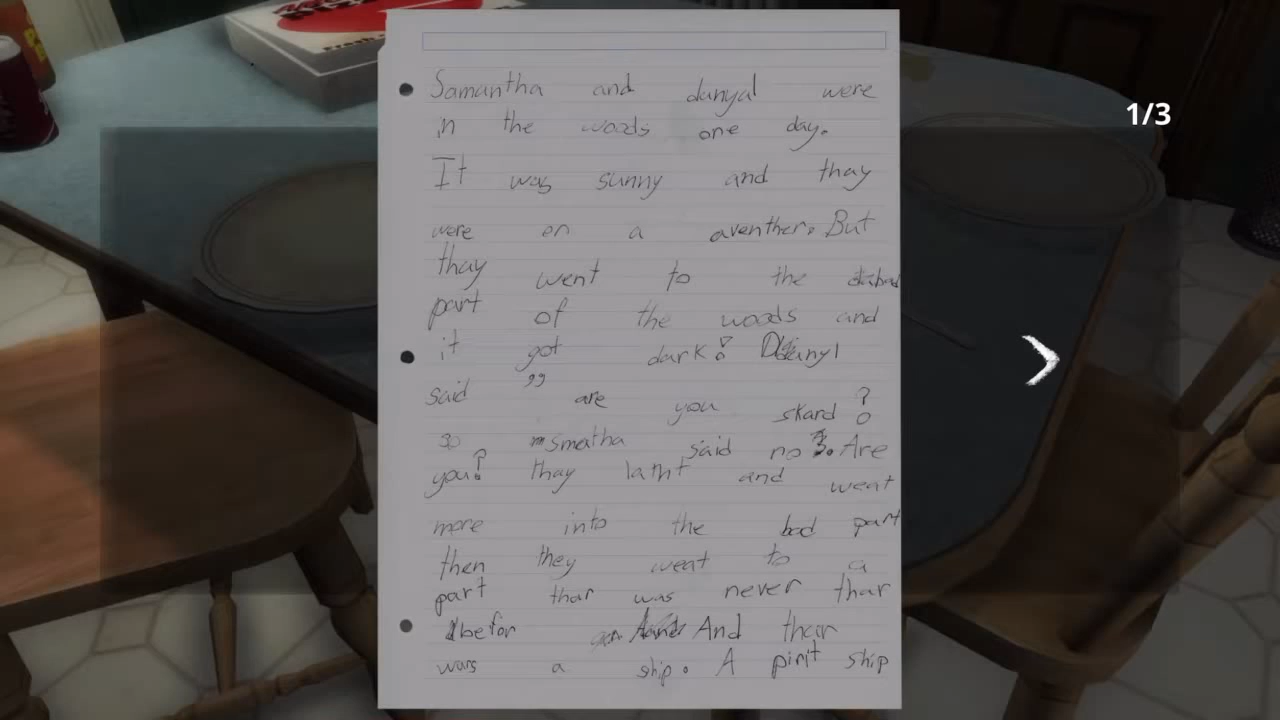 1/3
Samantha and danyal were
in the woods one day.
It was sunny and thay
were on a aventher. But
thay went to the
part of the woods and
it got dark! Danyl
said " are you skard?
so smatha said no. Are
you? thay latht and weat
more into the bad part
then they weat to a
part thar was never thar
befor And thar
wars a ship. A pirit ship